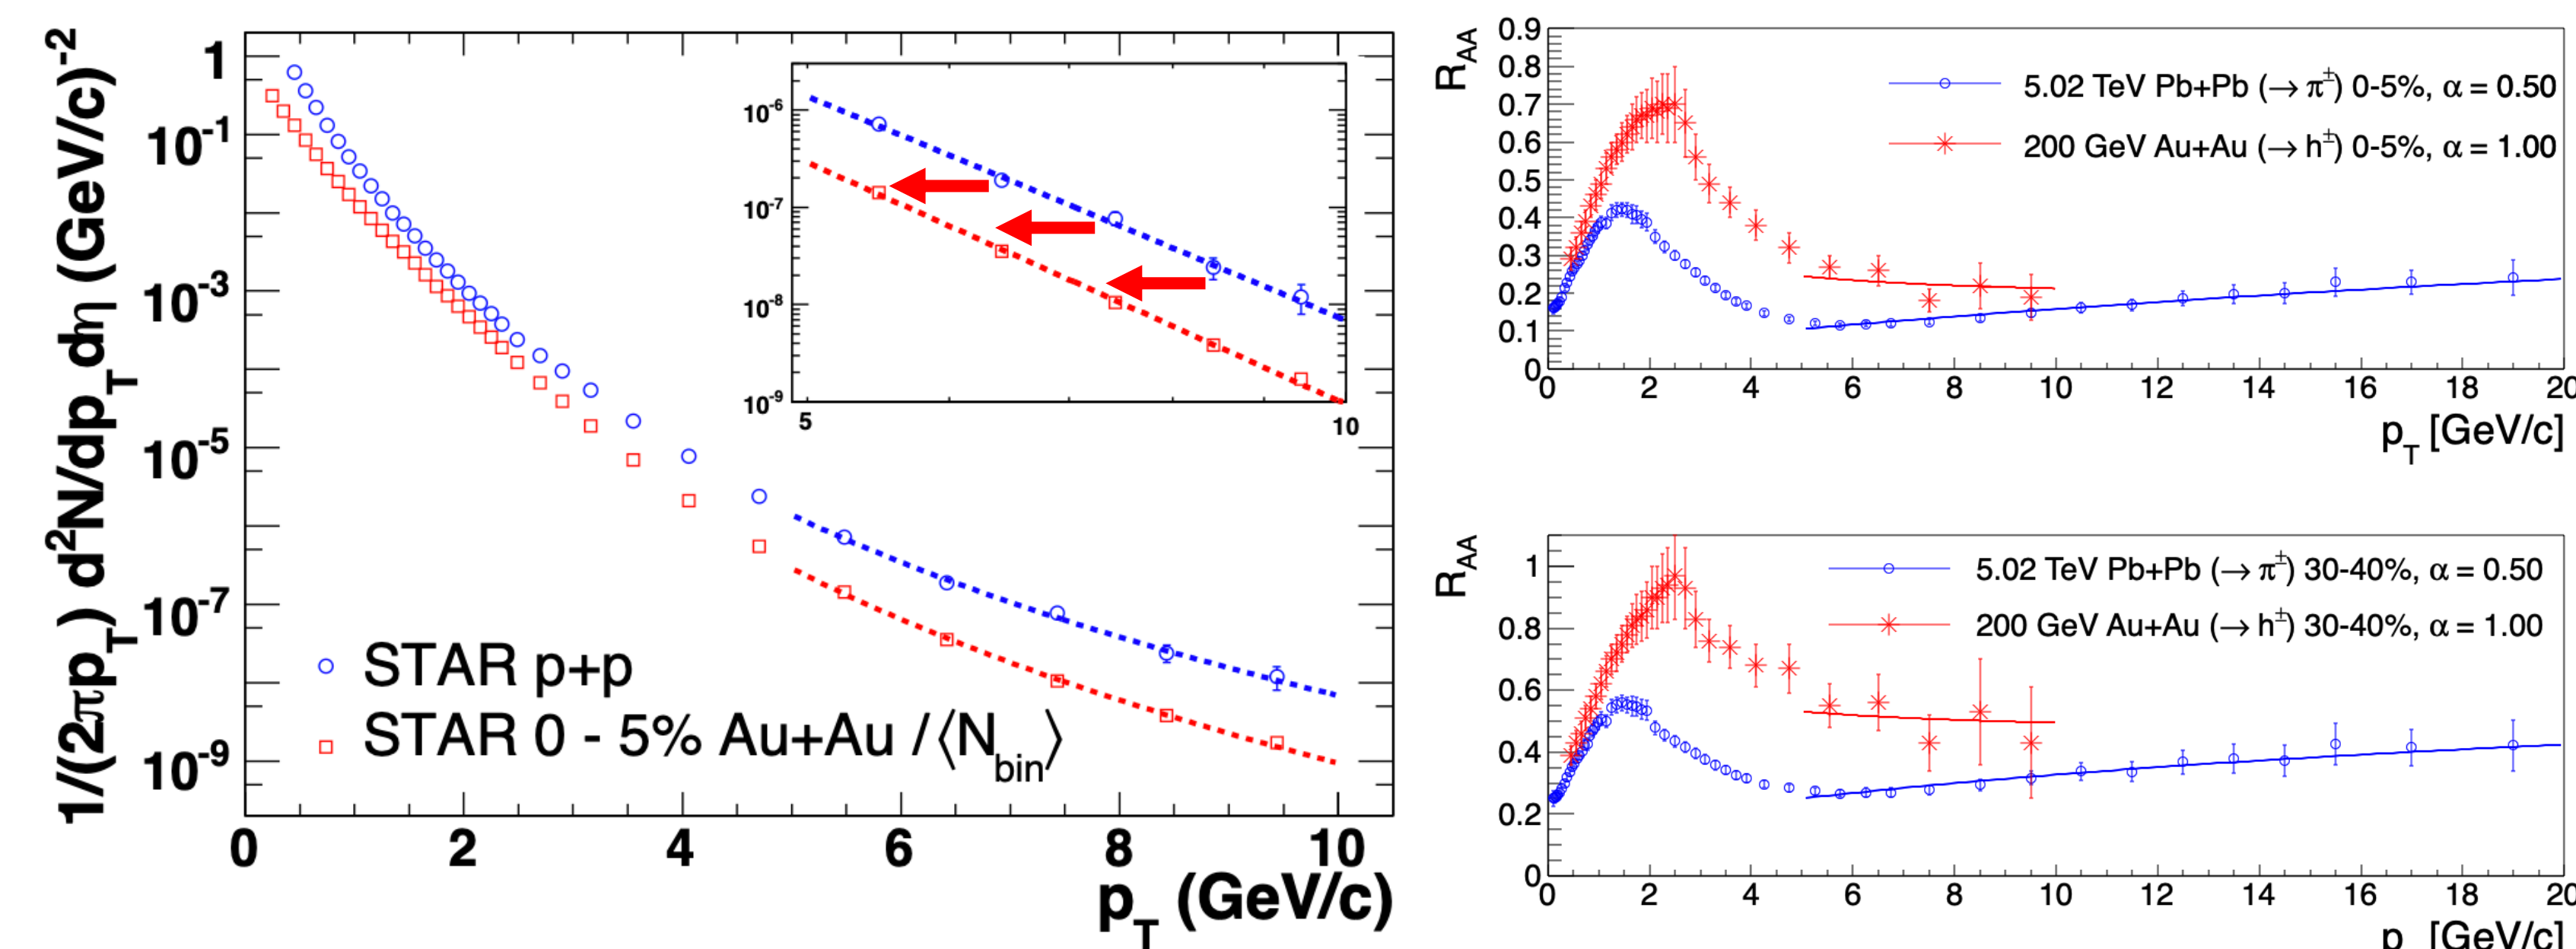 1/(2πp_T) d²N/dp_T dη (GeV/c)⁻²
1
10⁻¹
10⁻³
10⁻⁵
10⁻⁷
10⁻⁹
0 2 4 6 8 10
p_T (GeV/c)
STAR p+p
STAR 0 - 5% Au+Au / ⟨N_bin⟩
10⁻⁶
10⁻⁷
10⁻⁸
10⁻⁹
5 10
R_AA
0.9
0.8
0.7
0.6
0.5
0.4
0.3
0.2
0.1
0
0 2 4 6 8 10 12 14 16 18 20
p_T [GeV/c]
5.02 TeV Pb+Pb (→ π±) 0-5%, α = 0.50
200 GeV Au+Au (→ h±) 0-5%, α = 1.00
R_AA
1
0.8
0.6
0.4
0.2
0
0 2 4 6 8 10 12 14 16 18 20
p_T [GeV/c]
5.02 TeV Pb+Pb (→ π±) 30-40%, α = 0.50
200 GeV Au+Au (→ h±) 30-40%, α = 1.00